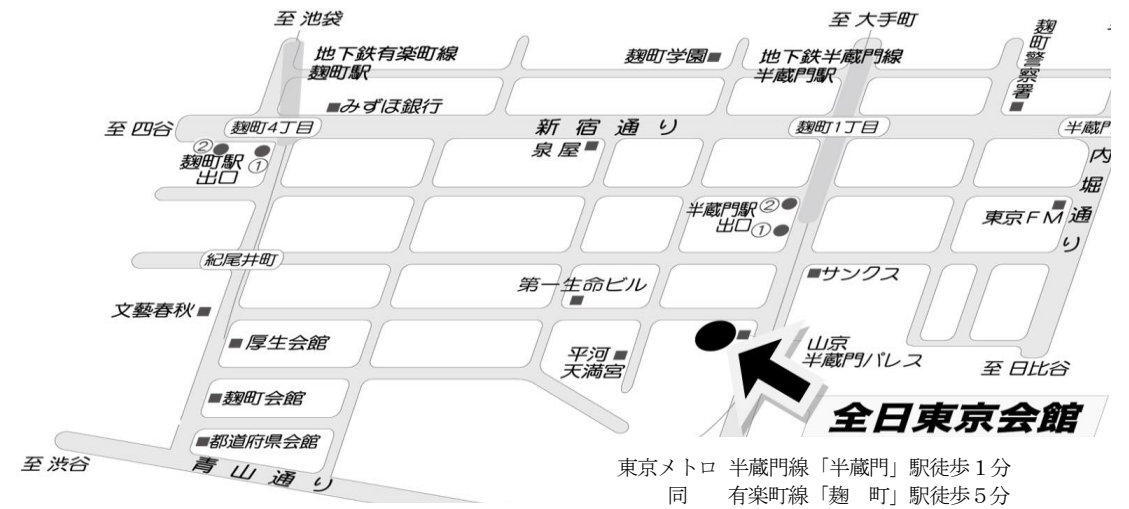 至 池袋
至 大手町
麹町警察署
地下鉄有楽町線
麹町駅
麹町学園
地下鉄半蔵門線
半蔵門駅
みずほ銀行
至 四谷
麹町4丁目
新宿通り
麹町1丁目
半蔵門
②
麹町駅 ①
出口
泉屋
内堀通り
半蔵門駅②
出口①
東京FM
紀尾井町
第一生命ビル
サンクス
文藝春秋
厚生会館
平河
天満宮
山京
半蔵門パレス
至 日比谷
麹町会館
全日東京会館
都道府県会館
至 渋谷
青山通り
東京メトロ 半蔵門線「半蔵門」駅徒歩1分
同 有楽町線「麹 町」駅徒歩5分